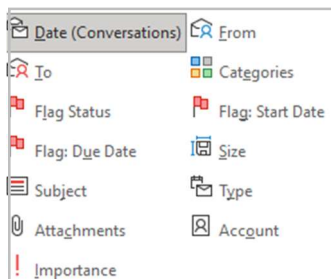 Date (Conversations) From
To Categories
Flag Status Flag: Start Date
Flag: Due Date Size
Subject Type
Attachments Account
Importance